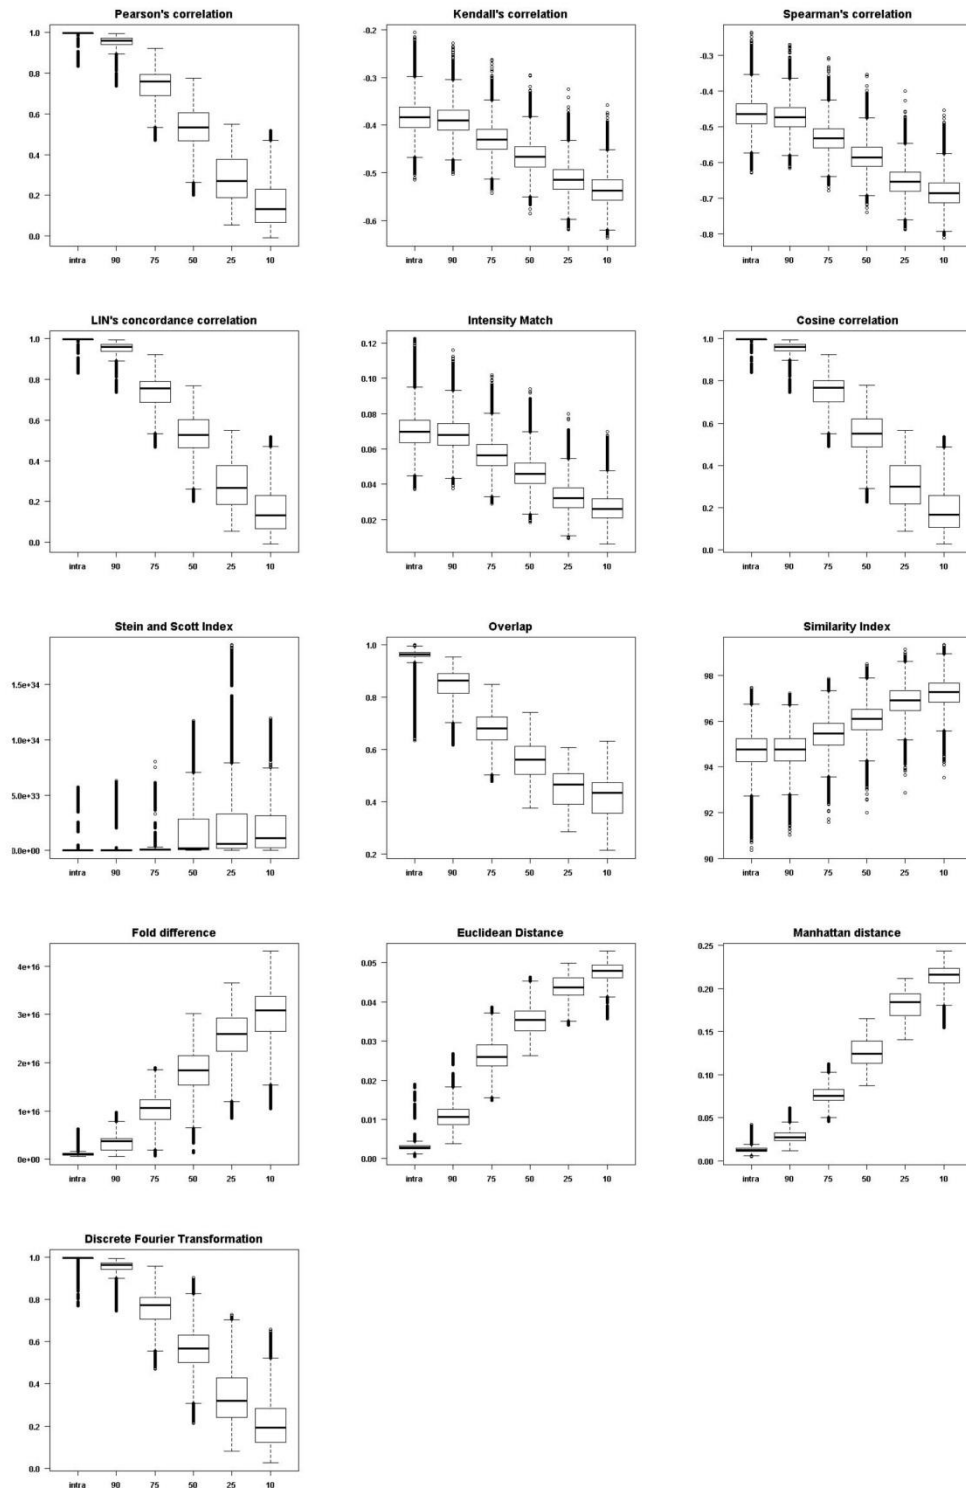 Pearson's correlation
1.0
0.8
0.6
0.4
0.2
0.0
intra 90 75 50 25 10
Kendall's correlation
-0.2
-0.3
-0.4
-0.5
-0.6
intra 90 75 50 25 10
Spearman's correlation
-0.3
-0.4
-0.5
-0.6
-0.7
-0.8
intra 90 75 50 25 10
LIN's concordance correlation
1.0
0.8
0.6
0.4
0.2
0.0
intra 90 75 50 25 10
Intensity Match
0.12
0.10
0.08
0.06
0.04
0.02
intra 90 75 50 25 10
Cosine correlation
1.0
0.8
0.6
0.4
0.2
0.0
intra 90 75 50 25 10
Stein and Scott Index
1.5e+34
1.0e+34
5.0e+33
0.0e+00
intra 90 75 50 25 10
Overlap
1.0
0.8
0.6
0.4
0.2
intra 90 75 50 25 10
Similarity Index
98
96
94
92
90
intra 90 75 50 25 10
Fold difference
4e+16
3e+16
2e+16
1e+16
0e+00
intra 90 75 50 25 10
Euclidean Distance
0.05
0.04
0.03
0.02
0.01
0.00
intra 90 75 50 25 10
Manhattan distance
0.25
0.20
0.15
0.10
0.05
0.00
intra 90 75 50 25 10
Discrete Fourier Transformation
1.0
0.8
0.6
0.4
0.2
0.0
intra 90 75 50 25 10